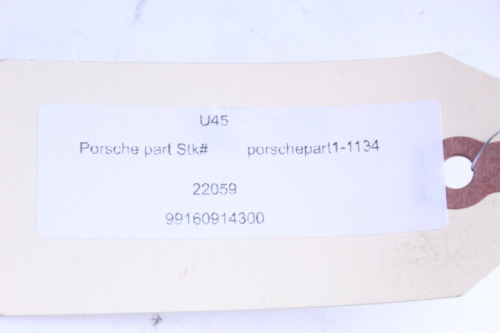 U45
Porsche part Stk# porschepart1-1134
22059
99160914300